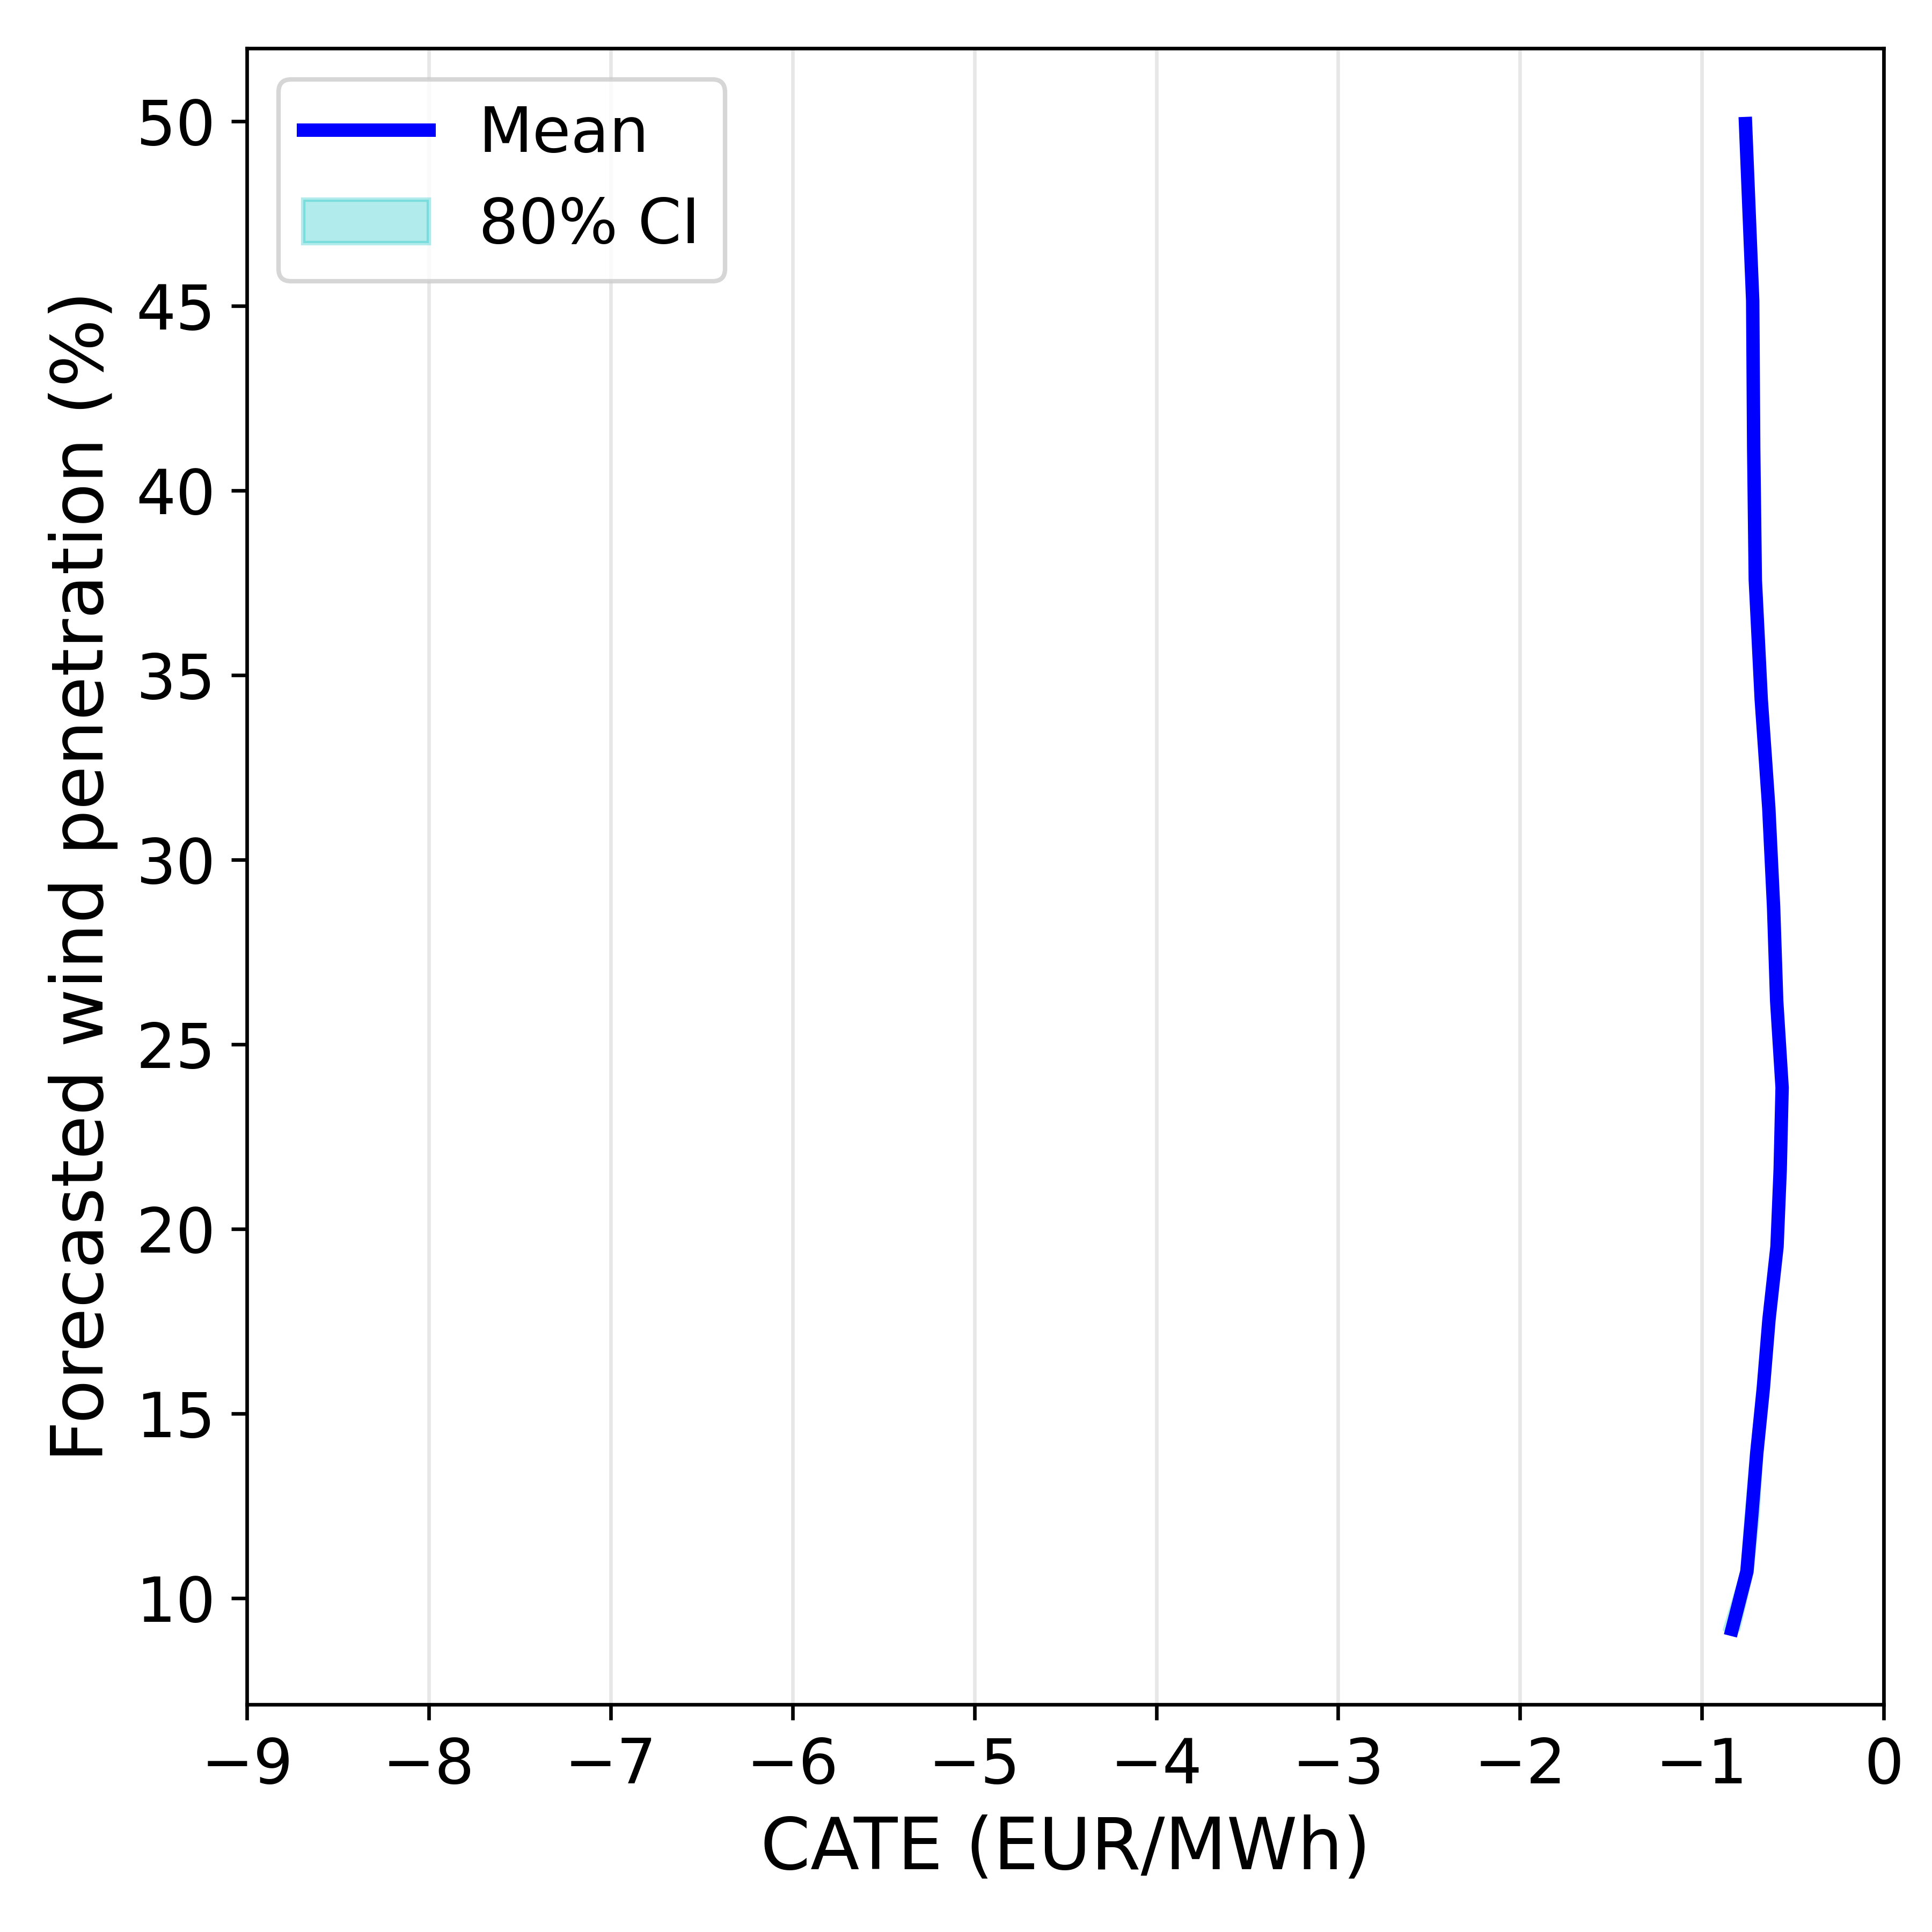 Mean
80% CI
Forecasted wind penetration (%)
50
45
40
35
30
25
20
15
10
−9 −8 −7 −6 −5 −4 −3 −2 −1 0
CATE (EUR/MWh)